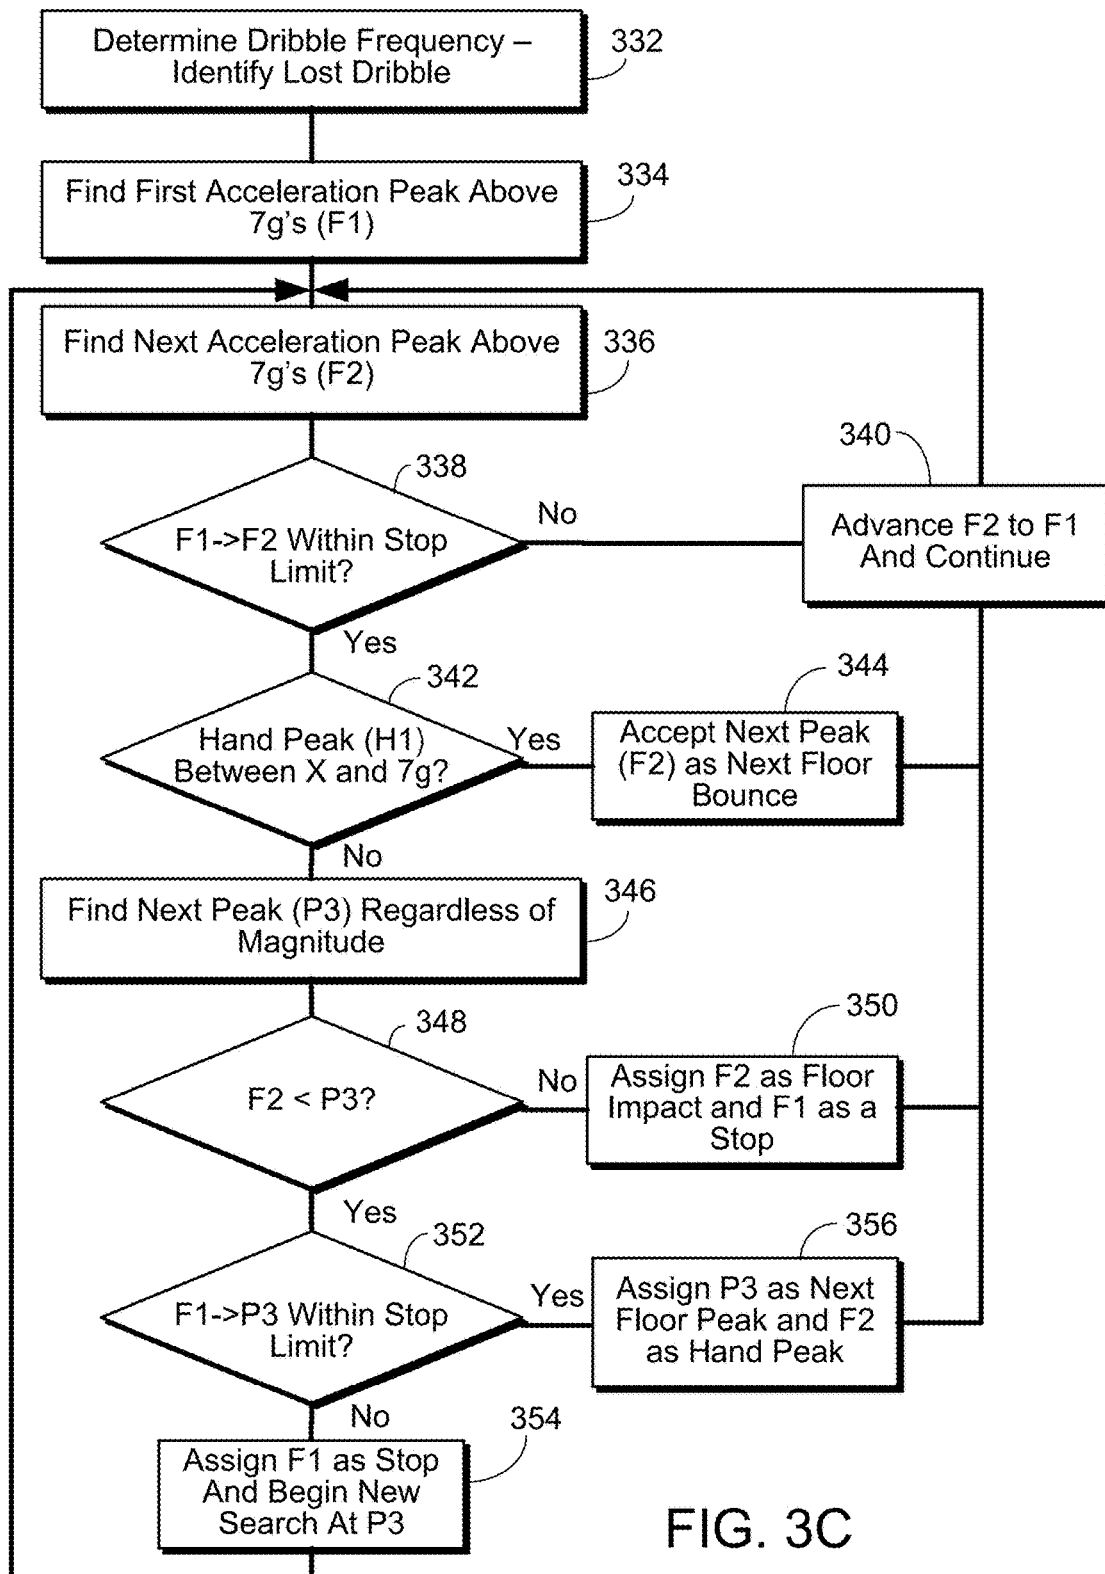 Determine Dribble Frequency –
Identify Lost Dribble
332
Find First Acceleration Peak Above
7g's (F1)
334
Find Next Acceleration Peak Above
7g's (F2)
336
338
F1->F2 Within Stop
Limit?
No
Yes
340
Advance F2 to F1
And Continue
342
Hand Peak (H1)
Between X and 7g?
Yes
No
344
Accept Next Peak
(F2) as Next Floor
Bounce
Find Next Peak (P3) Regardless of
Magnitude
346
348
F2 < P3?
No
Yes
350
Assign F2 as Floor
Impact and F1 as a
Stop
352
F1->P3 Within Stop
Limit?
Yes
No
356
Assign P3 as Next
Floor Peak and F2
as Hand Peak
354
Assign F1 as Stop
And Begin New
Search At P3
FIG. 3C